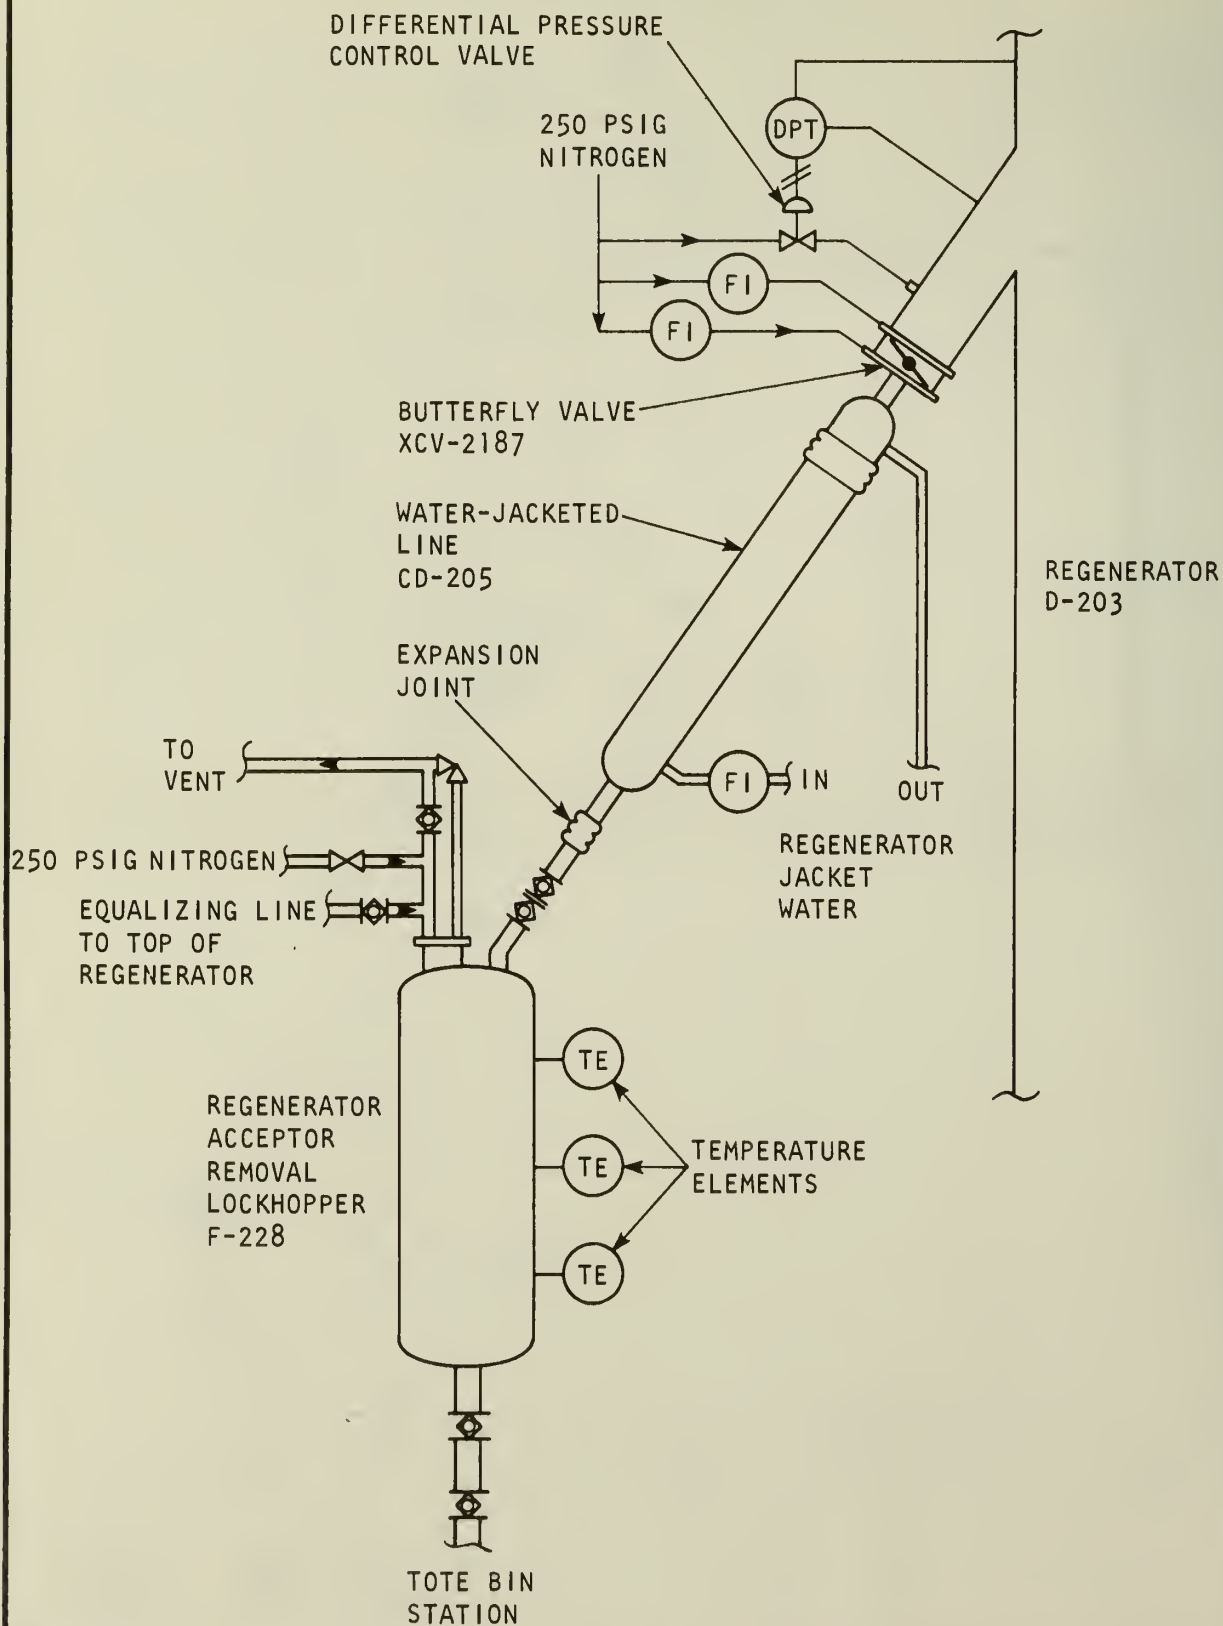 DIFFERENTIAL PRESSURE
CONTROL VALVE
250 PSIG
NITROGEN
DPT
FI
FI
BUTTERFLY VALVE
XCV-2187
WATER-JACKETED
LINE
CD-205
REGENERATOR
D-203
EXPANSION
JOINT
TO
VENT
FI
IN
OUT
250 PSIG NITROGEN
REGENERATOR
JACKET
WATER
EQUALIZING LINE
TO TOP OF
REGENERATOR
TE
REGENERATOR
ACCEPTOR
REMOVAL
LOCKHOPPER
F-228
TE
TEMPERATURE
ELEMENTS
TE
TOTE BIN
STATION